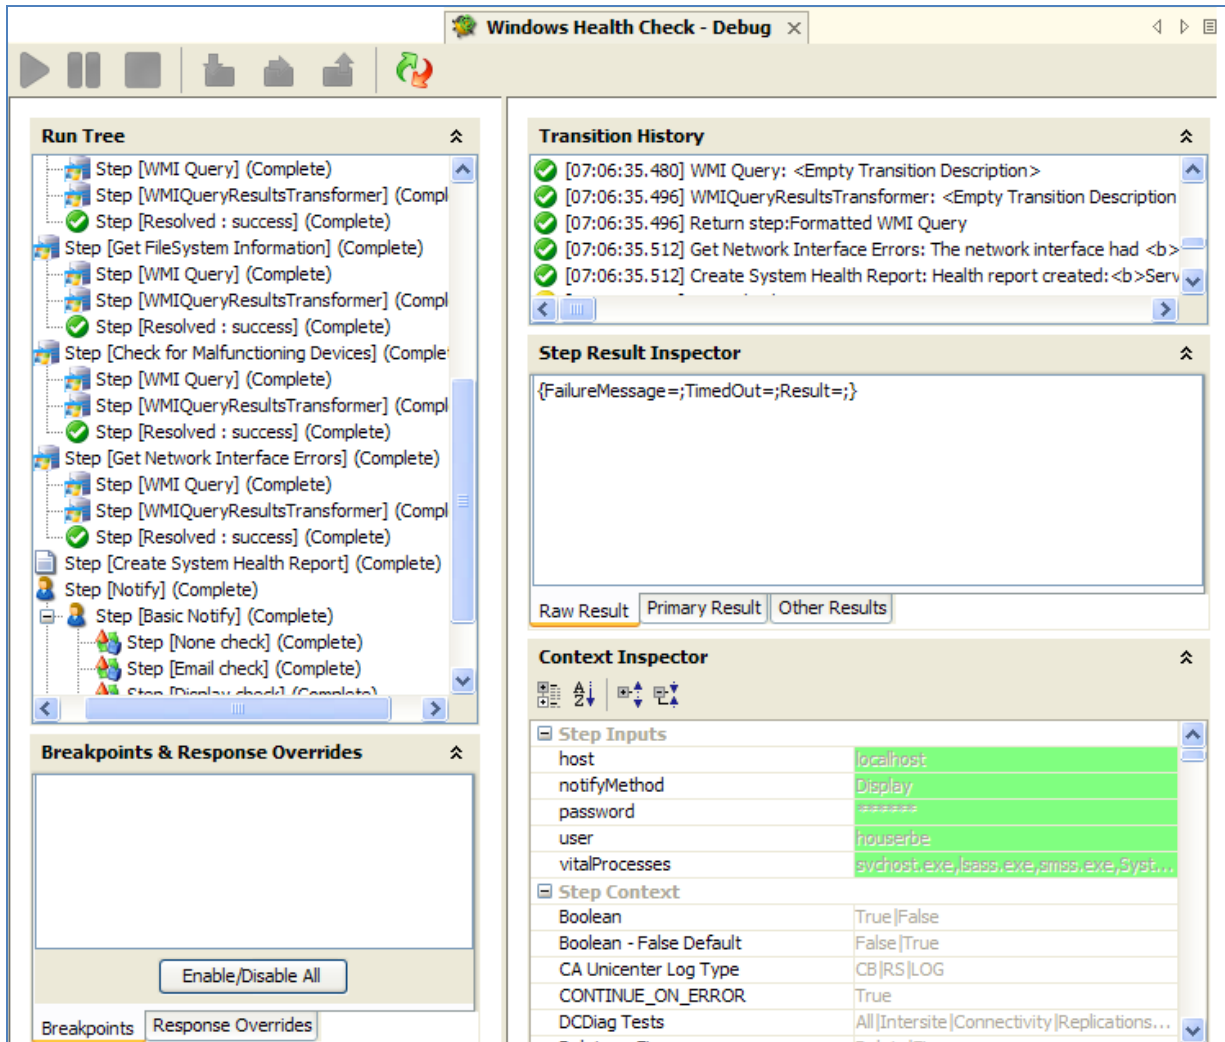 Windows Health Check - Debug
Run Tree
Step [WMI Query] (Complete)
Step [WMIQueryResultsTransformer] (Compl
Step [Resolved : success] (Complete)
Step [Get FileSystem Information] (Complete)
Step [WMI Query] (Complete)
Step [WMIQueryResultsTransformer] (Compl
Step [Resolved : success] (Complete)
Step [Check for Malfunctioning Devices] (Complet
Step [WMI Query] (Complete)
Step [WMIQueryResultsTransformer] (Compl
Step [Resolved : success] (Complete)
Step [Get Network Interface Errors] (Complete)
Step [WMI Query] (Complete)
Step [WMIQueryResultsTransformer] (Compl
Step [Resolved : success] (Complete)
Step [Create System Health Report] (Complete)
Step [Notify] (Complete)
Step [Basic Notify] (Complete)
Step [None check] (Complete)
Step [Email check] (Complete)
Step [Display check] (Complete)
Breakpoints & Response Overrides
Enable/Disable All
Breakpoints Response Overrides
Transition History
[07:06:35.480] WMI Query: <Empty Transition Description>
[07:06:35.496] WMIQueryResultsTransformer: <Empty Transition Description
[07:06:35.496] Return step:Formatted WMI Query
[07:06:35.512] Get Network Interface Errors: The network interface had <b>
[07:06:35.512] Create System Health Report: Health report created:<b>Serv
Step Result Inspector
{FailureMessage=;TimedOut=;Result=;}
Raw Result Primary Result Other Results
Context Inspector
Step Inputs
host localhost
notifyMethod Display
password ******
user houserbe
vitalProcesses svchost.exe,lsass.exe,smss.exe,Syst...
Step Context
Boolean True|False
Boolean - False Default False|True
CA Unicenter Log Type CB|RS|LOG
CONTINUE_ON_ERROR True
DCDiag Tests All|Intersite|Connectivity|Replications...